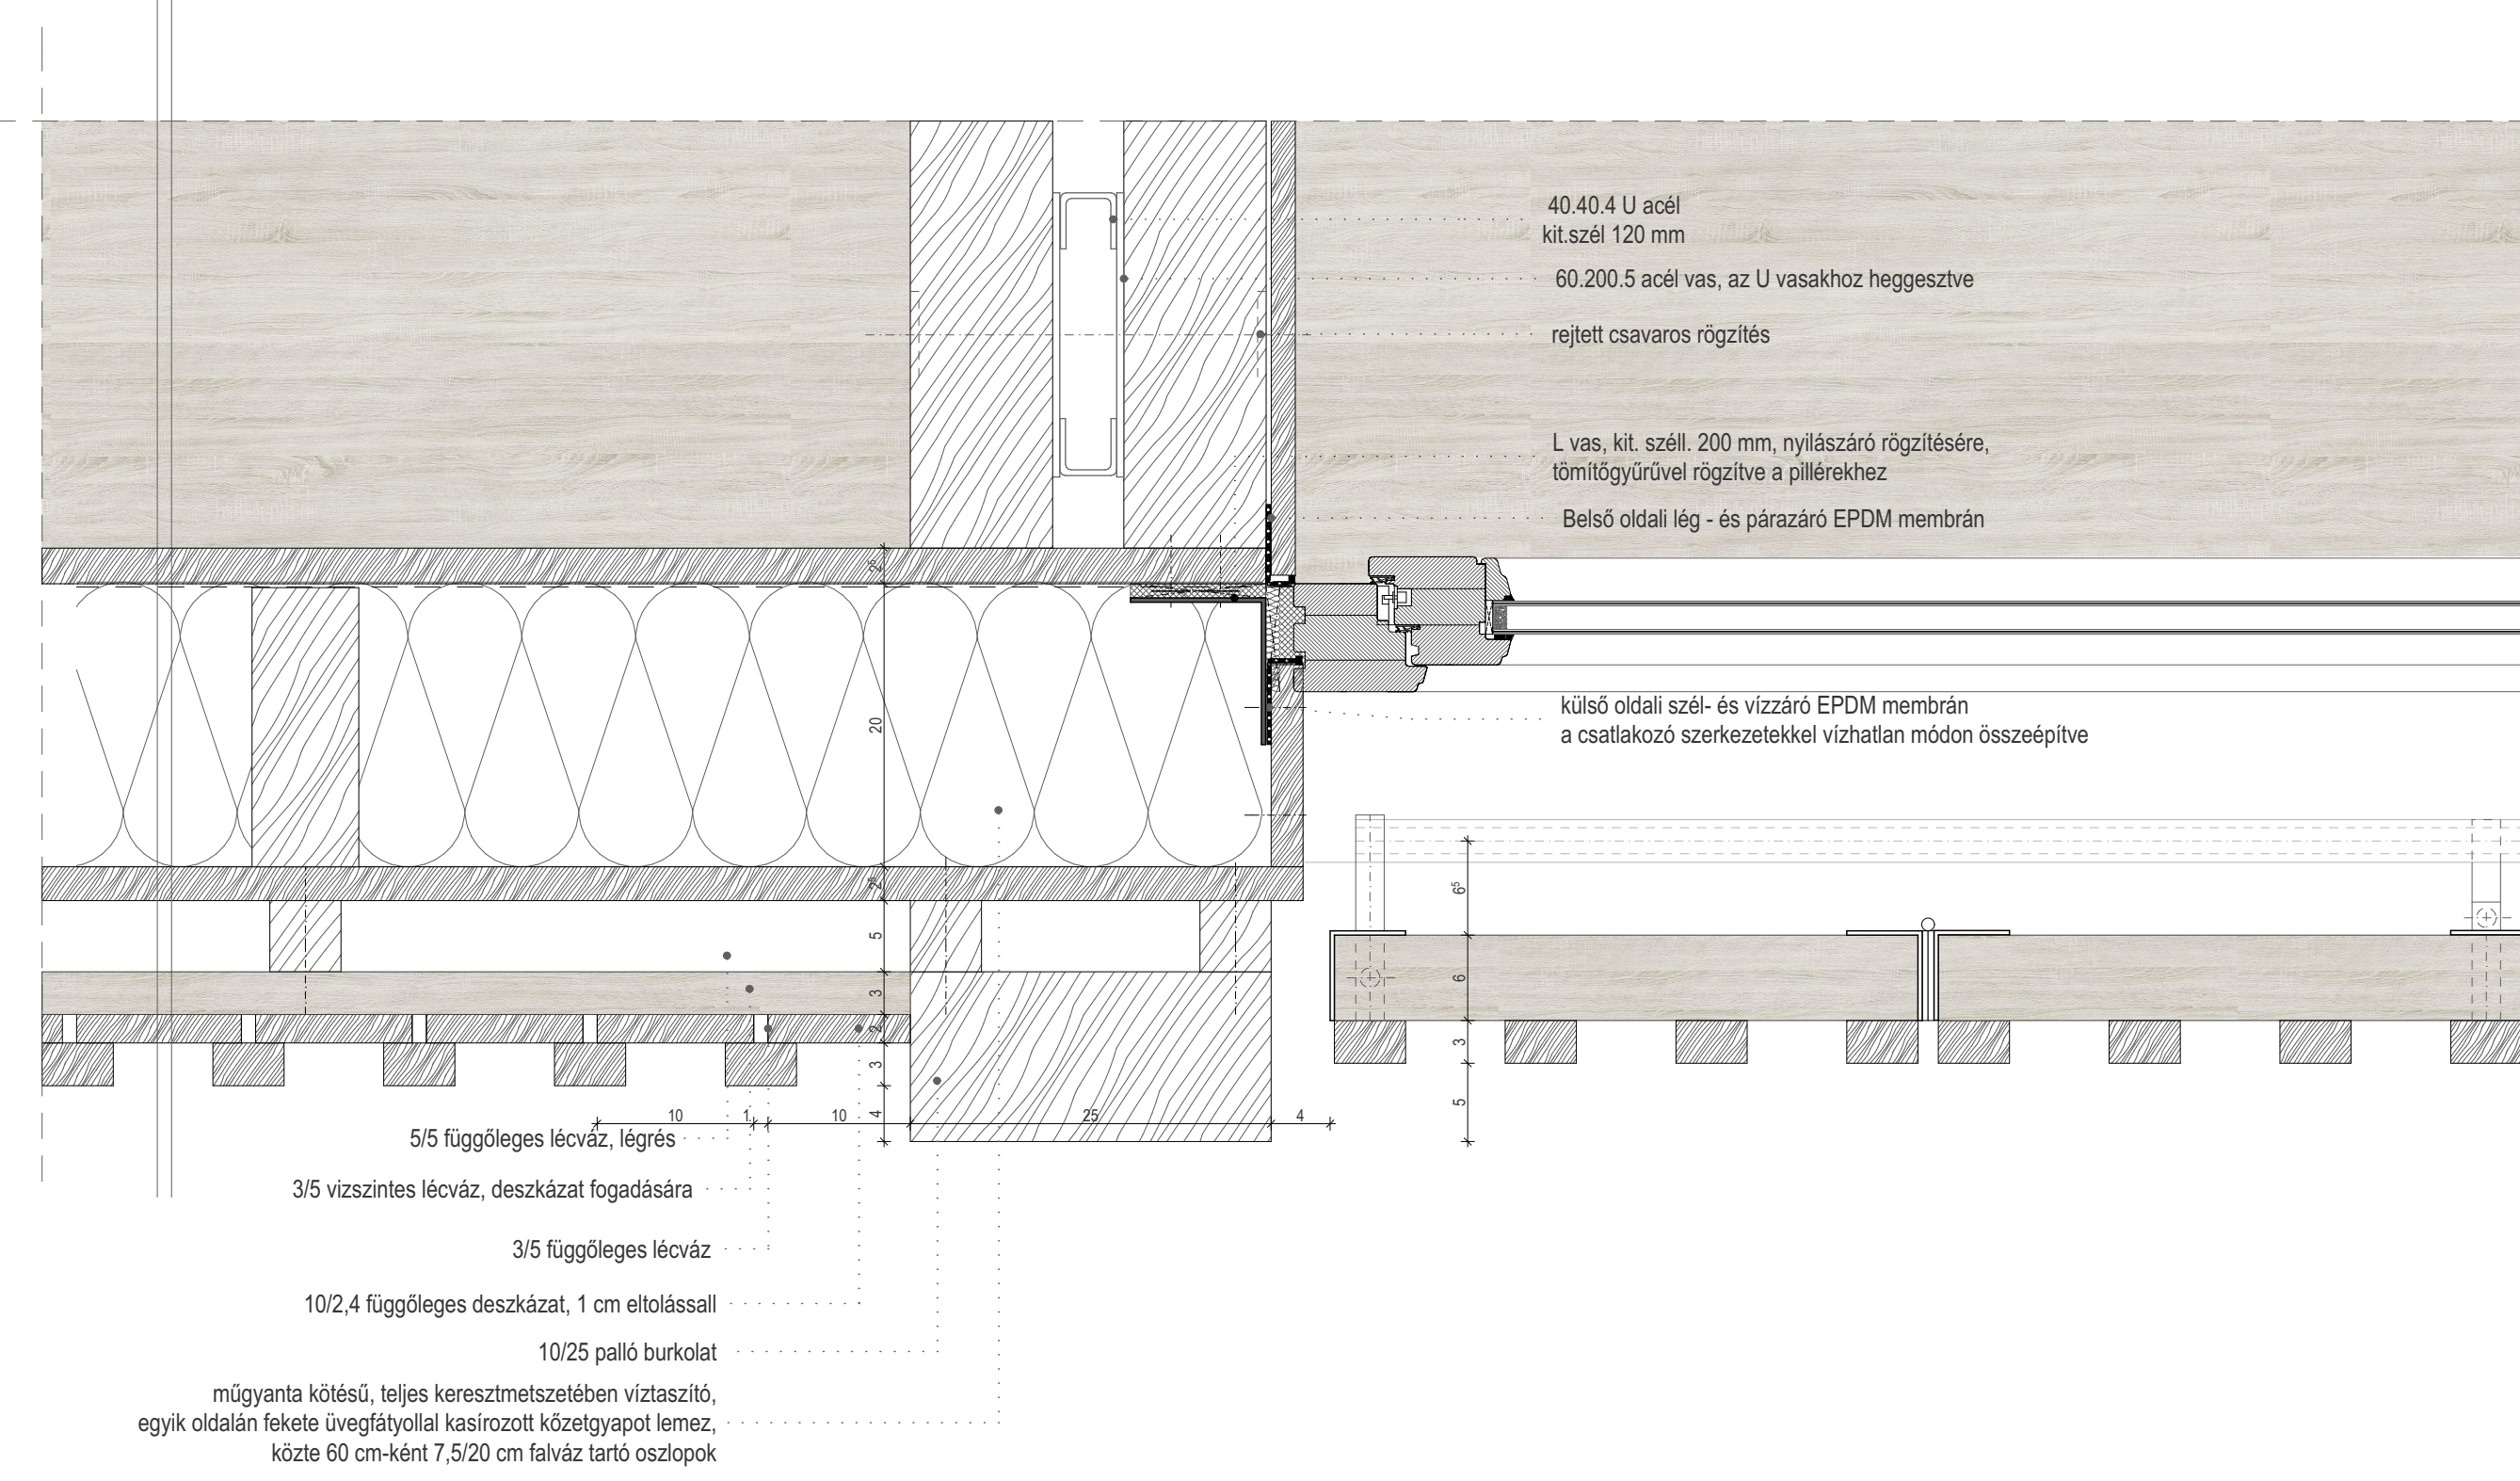 40.40.4 U acél
kit.szél 120 mm
60.200.5 acél vas, az U vasakhoz heggesztve
rejtett csavaros rögzítés
L vas, kit. széll. 200 mm, nyilászáró rögzítésére,
tömítőgyűrűvel rögzítve a pillérekhez
Belső oldali lég - és párazáró EPDM membrán
2⁵
20
külső oldali szél- és vízzáró EPDM membrán
a csatlakozó szerkezetekkel vízhatlan módon összeépítve
2⁵
5
3
2
3
4
6⁵
6
3
5
10
1
10
25
4
5/5 függőleges lécváz, légrés
3/5 vizszintes lécváz, deszkázat fogadására
3/5 függőleges lécváz
10/2,4 függőleges deszkázat, 1 cm eltolássall
10/25 palló burkolat
műgyanta kötésű, teljes keresztmetszetében víztaszító,
egyik oldalán fekete üvegfátyollal kasírozott kőzetgyapot lemez,
közte 60 cm-ként 7,5/20 cm falváz tartó oszlopok